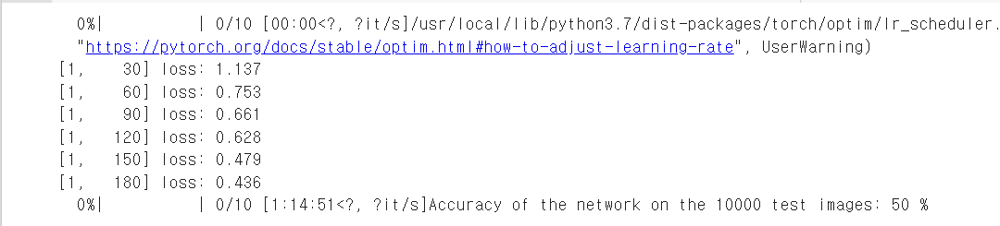 0%|          | 0/10 [00:00<?, ?it/s]/usr/local/lib/python3.7/dist-packages/torch/optim/lr_scheduler.
"https://pytorch.org/docs/stable/optim.html#how-to-adjust-learning-rate", UserWarning)
[1,    30] loss: 1.137
[1,    60] loss: 0.753
[1,    90] loss: 0.661
[1,   120] loss: 0.628
[1,   150] loss: 0.479
[1,   180] loss: 0.436
0%|          | 0/10 [1:14:51<?, ?it/s]Accuracy of the network on the 10000 test images: 50 %